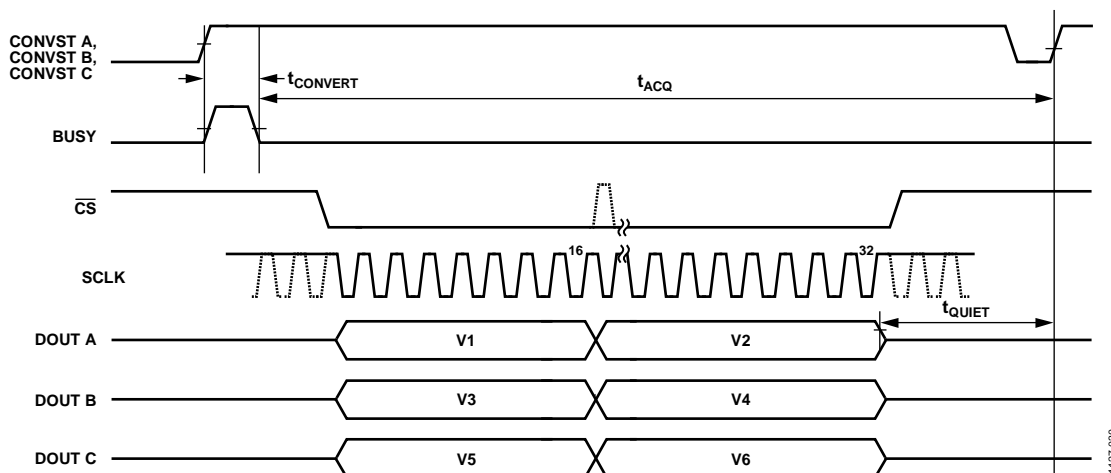 CONVST A,
CONVST B,
CONVST C
tCONVERT
tACQ
BUSY
CS
16
32
SCLK
tQUIET
DOUT A
V1
V2
DOUT B
V3
V4
DOUT C
V5
V6